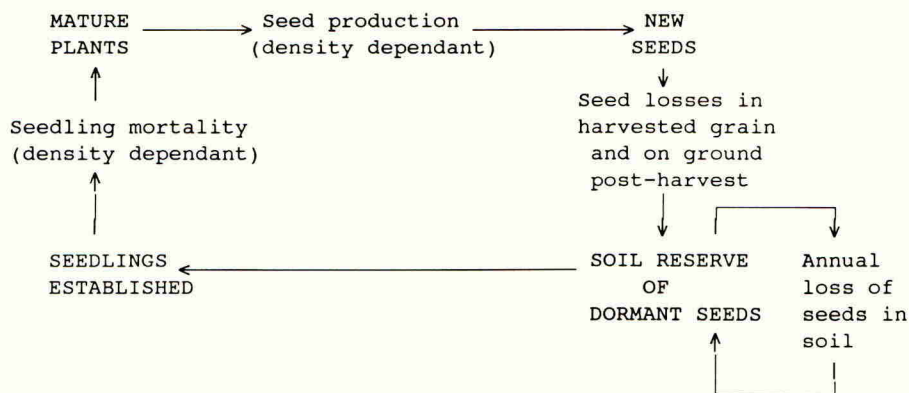 MATURE
PLANTS
Seed production
(density dependant)
NEW
SEEDS
Seed losses in
harvested grain
and on ground
post-harvest
Seedling mortality
(density dependant)
SEEDLINGS
ESTABLISHED
SOIL RESERVE
OF
DORMANT SEEDS
Annual
loss of
seeds in
soil